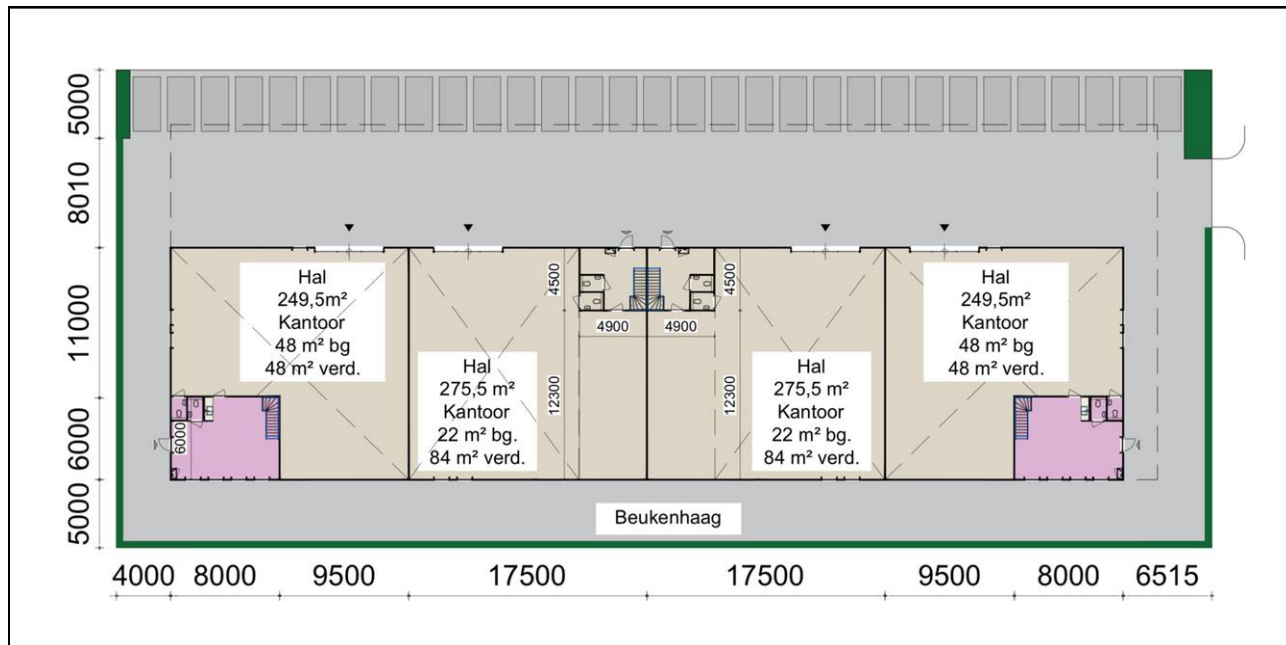 5000
8010
11000
6000
5000
Hal
249,5m²
Kantoor
48 m² bg
48 m² verd.
Hal
275,5 m²
Kantoor
22 m² bg.
84 m² verd.
4500
4900
12300
4900
4500
12300
Hal
275,5 m²
Kantoor
22 m² bg.
84 m² verd.
Hal
249,5m²
Kantoor
48 m² bg
48 m² verd.
6000
Beukenhaag
4000 8000 9500 17500 17500 9500 8000 6515